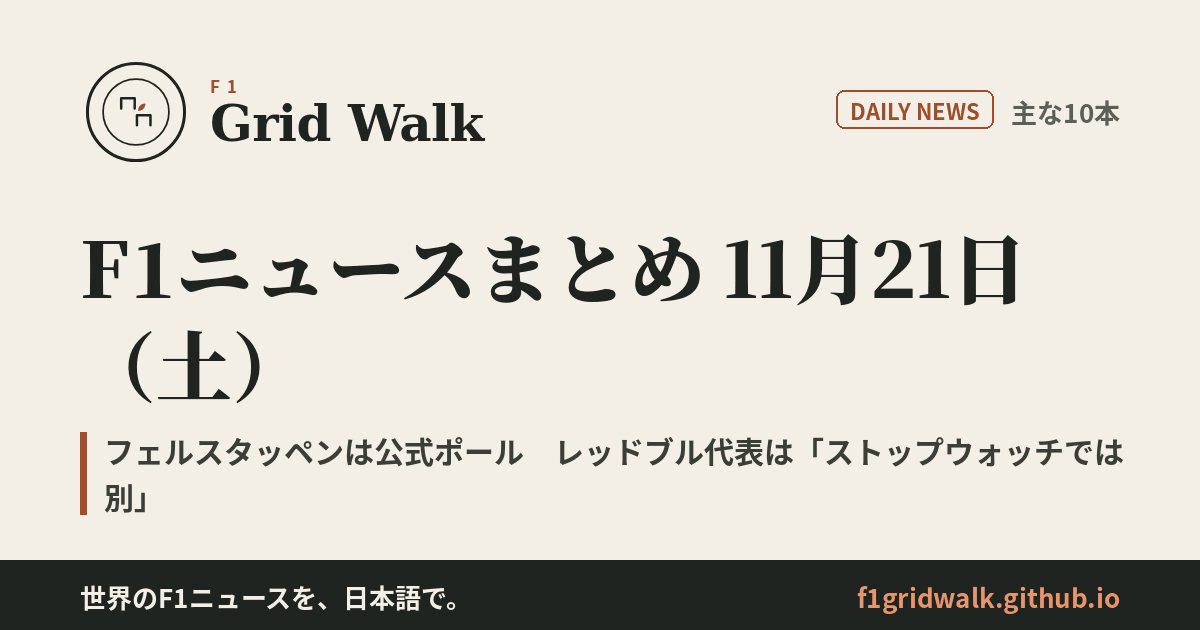 F1
Grid Walk
DAILY NEWS 主な10本
F1ニュースまとめ 11月21日
（土）
フェルスタッペンは公式ポール　レッドブル代表は「ストップウォッチでは
別」
世界のF1ニュースを、日本語で。
f1gridwalk.github.io